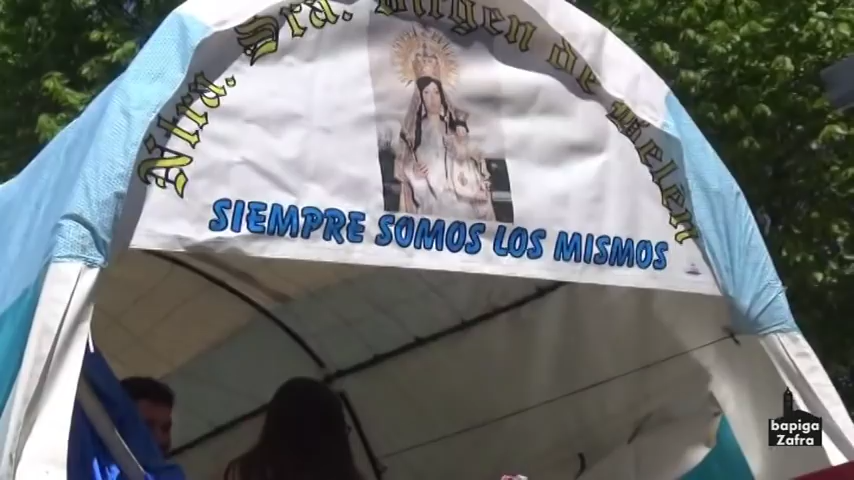 Ntra. Sra. Virgen de Belén
SIEMPRE SOMOS LOS MISMOS
bapiga
Zafra